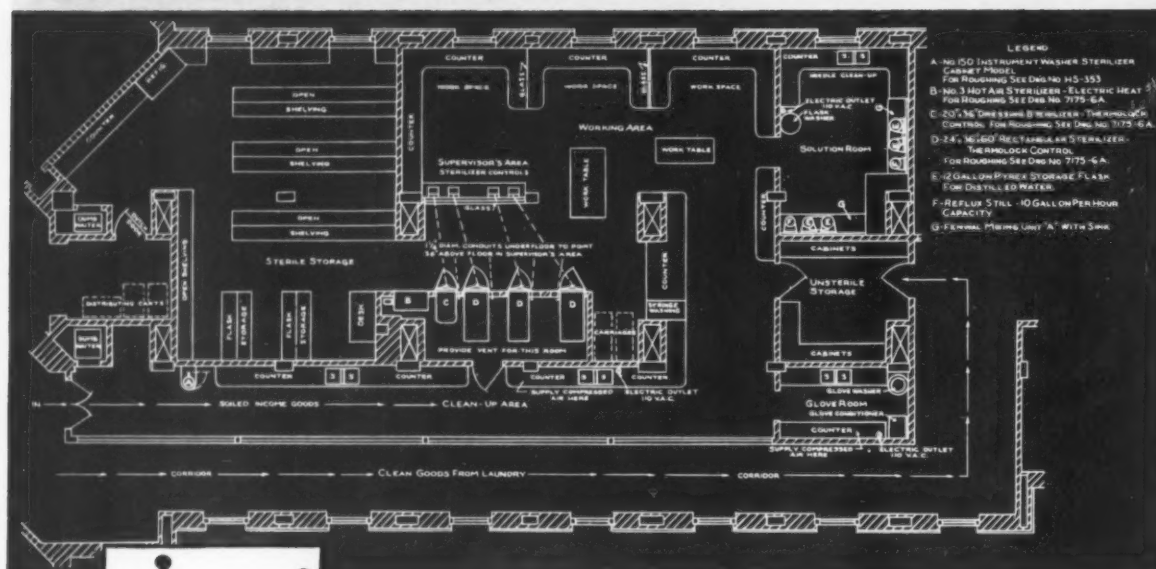 LEGEND
A-NO.150 INSTRUMENT WASHER STERILIZER
CABINET MODEL
FOR ROUGHING SEE DWG NO HS-353
B-NO.3 HOT AIR STERILIZER-ELECTRIC HEAT
FOR ROUGHING SEE DWG NO 7175-6A
C-20"x36" DRESSING STERILIZER-THERMOLOCK
CONTROL FOR ROUGHING SEE DWG NO 7175-6A
D-24"x36"x60" RECTANGULAR STERILIZER-
THERMOLOCK CONTROL
FOR ROUGHING SEE DWG NO 7175-6A
E-12 GALLON PYREX STORAGE FLASK
FOR DISTILLED WATER
F-REFLUX STILL-10 GALLON PER HOUR
CAPACITY
G-FENWAL MIXING UNIT "A" WITH SINK
REFRIG
COUNTER
OPEN
SHELVING
OPEN
SHELVING
OPEN
SHELVING
COUNTER
COUNTER
COUNTER
COUNTER
GLASS
GLASS
WORK SPACE
WORK SPACE
WORK SPACE
WORKING AREA
SUPERVISOR'S AREA
STERILIZER CONTROLS
GLASS
WORK TABLE
WORK TABLE
COUNTER
S S
NEEDLE CLEAN-UP
ELECTRIC OUTLET
110 V.A.C.
FLASK
WASHER
SOLUTION ROOM
G
E
F
E
G
COUNTER
CABINETS
UNSTERILE
STORAGE
CABINETS
DUMB
WAITER
OPEN SHELVING
STERILE STORAGE
1¼" DIAM. CONDUITS UNDERFLOOR TO POINT
36" ABOVE FLOOR IN SUPERVISOR'S AREA
DISTRIBUTING CARTS
DUMB
WAITER
FLASK
STORAGE
FLASK
STORAGE
DESK
B
C
D
D
D
PROVIDE VENT FOR THIS ROOM
CARRIAGES
COUNTER
SYRINGE
WASHING
A
COUNTER
S S
COUNTER
COUNTER
S S
COUNTER
SUPPLY COMPRESSED
AIR HERE
ELECTRIC OUTLET
110 V.A.C.
IN
SOILED INCOME GOODS
CLEAN-UP AREA
S S
GLOVE WASHER
GLOVE ROOM
GLOVE CONDITIONER
COUNTER
SUPPLY COMPRESSED
AIR HERE
ELECTRIC OUTLET
110 V.A.C.
CORRIDOR
CLEAN GOODS FROM LAUNDRY
CORRIDOR